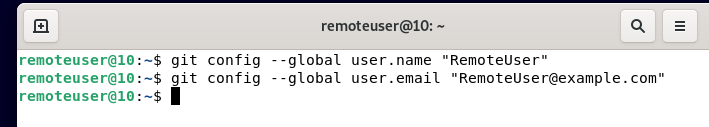 remoteuser@10: ~
remoteuser@10:~$ git config --global user.name "RemoteUser"
remoteuser@10:~$ git config --global user.email "RemoteUser@example.com"
remoteuser@10:~$